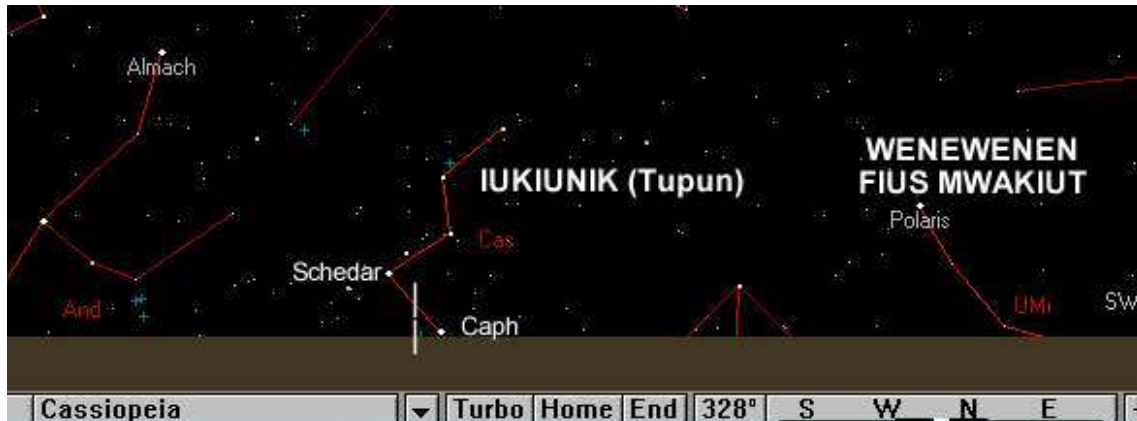 Almach
WENEWENEN
FIUS MWAKIUT
IUKIUNIK (Tupun)
Polaris
Cas
Schedar
And
UMi
SW
Caph
Cassiopeia
Turbo Home End 328° S W N E